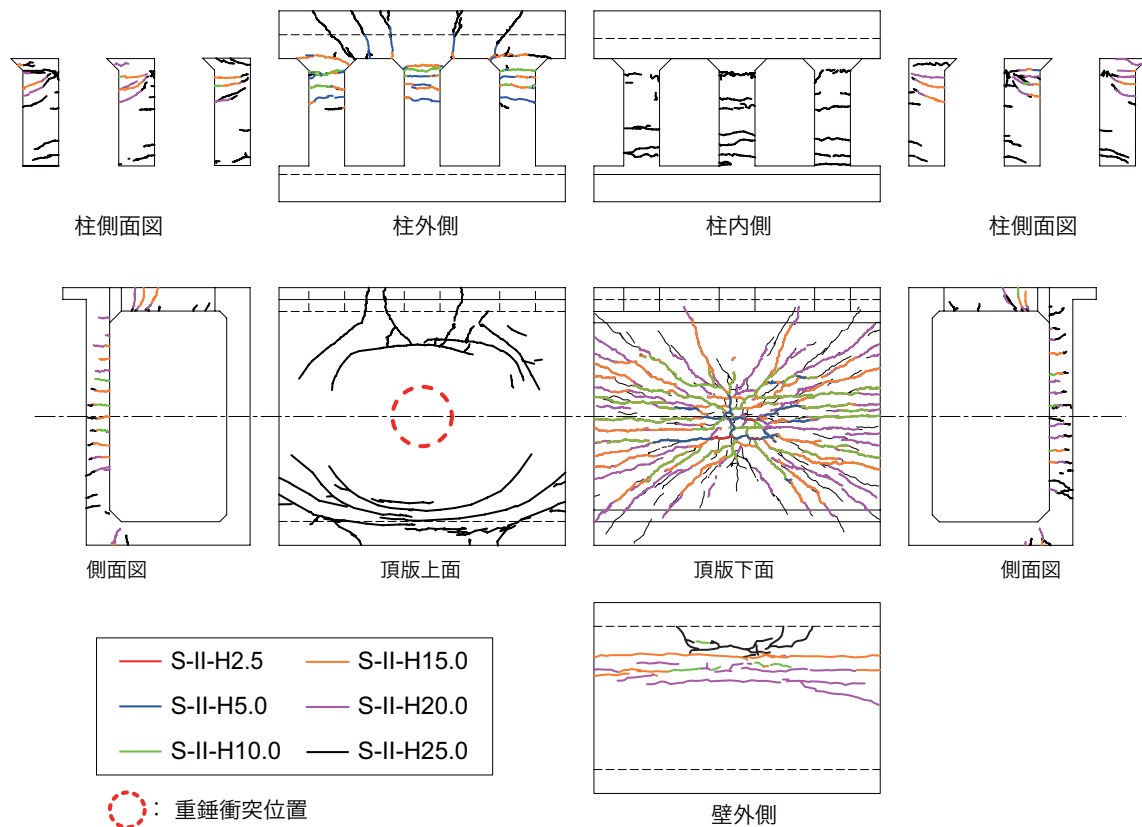 柱側面図
柱外側
柱内側
柱側面図
側面図
頂版上面
頂版下面
側面図
S-II-H2.5
S-II-H15.0
S-II-H5.0
S-II-H20.0
S-II-H10.0
S-II-H25.0
：重錘衝突位置
壁外側